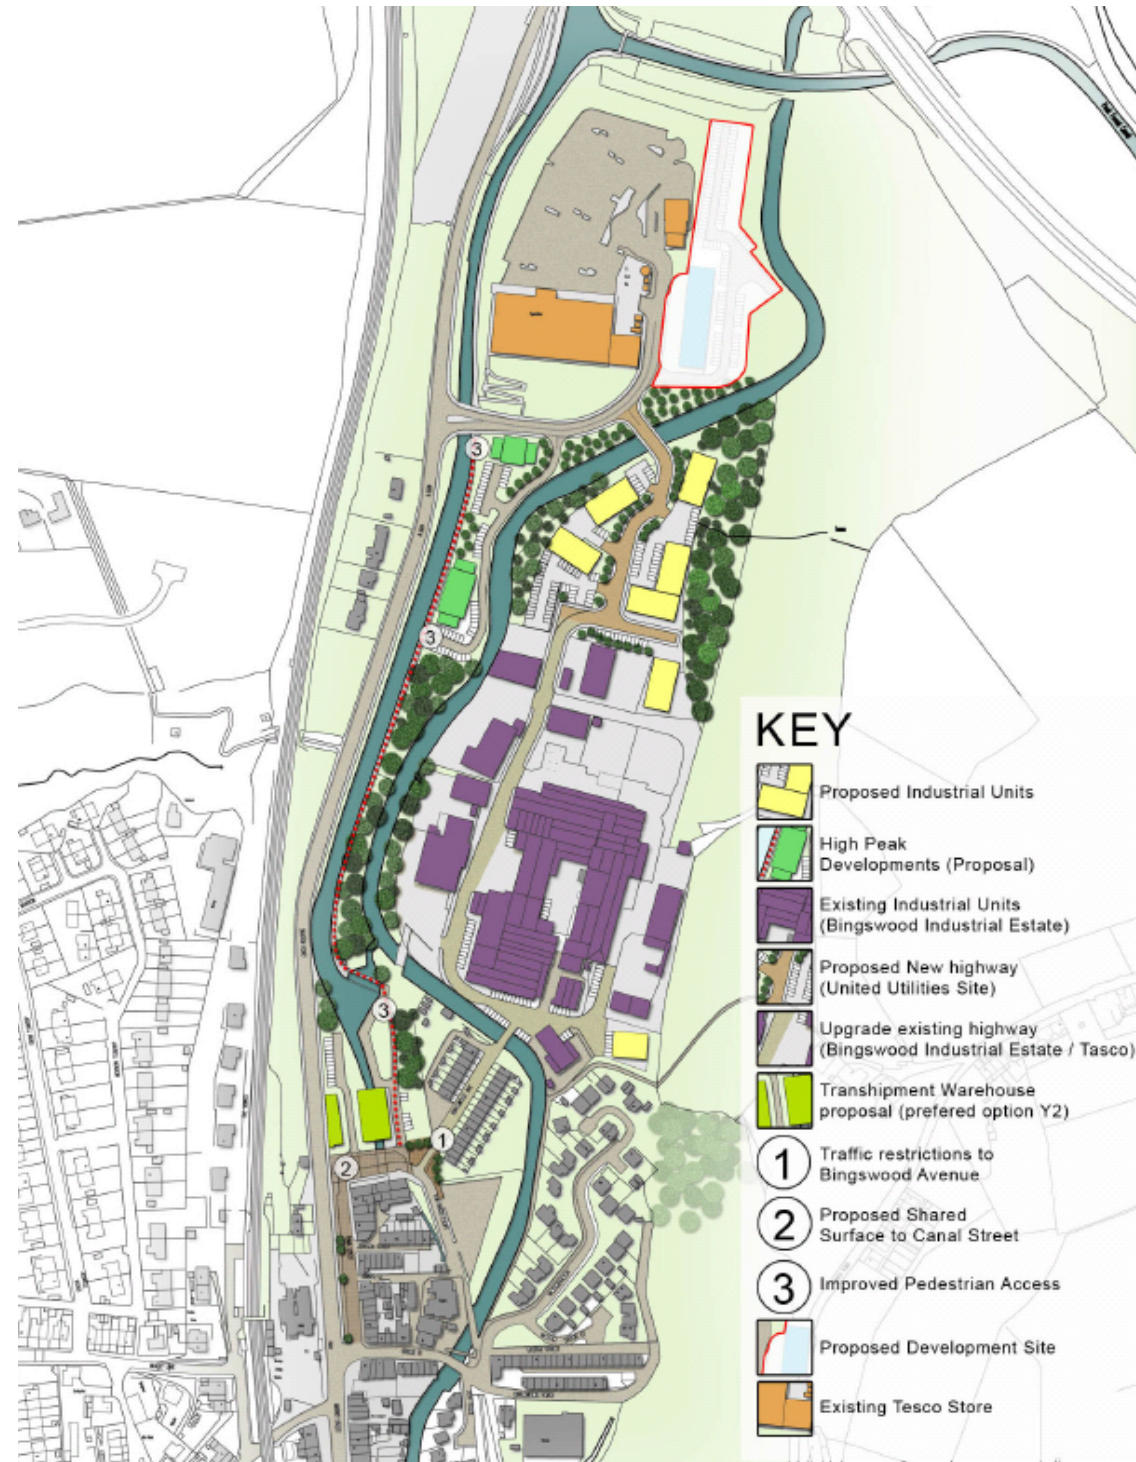 3
3
3
1
2
KEY
Proposed Industrial Units
High Peak
Developments (Proposal)
Existing Industrial Units
(Bingswood Industrial Estate)
Proposed New highway
(United Utilities Site)
Upgrade existing highway
(Bingswood Industrial Estate / Tasco)
Transhipment Warehouse
proposal (prefered option Y2)
1
Traffic restrictions to
Bingswood Avenue
2
Proposed Shared
Surface to Canal Street
3
Improved Pedestrian Access
Proposed Development Site
Existing Tesco Store